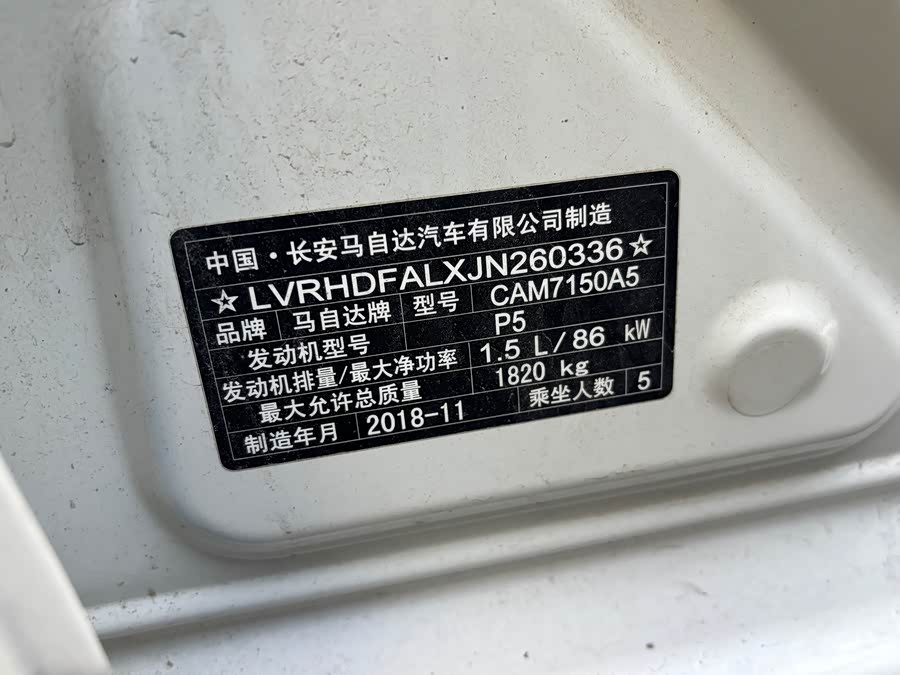 中国·长安马自达汽车有限公司制造
☆LVRHDFALXJN260336☆
品牌 马自达牌 型号 CAM7150A5
发动机型号 P5
发动机排量/最大净功率 1.5 L/86 kW
最大允许总质量 1820 kg
制造年月 2018-11 乘坐人数 5